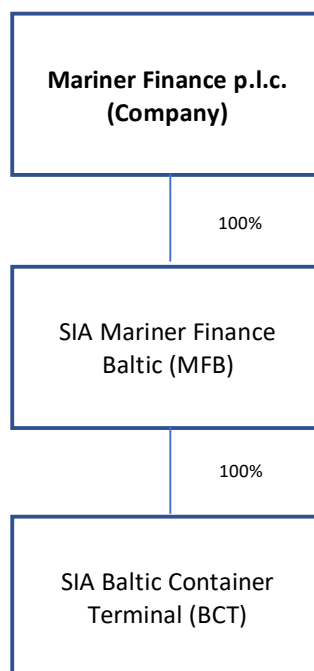 Mariner Finance p.l.c.
(Company)
100%
SIA Mariner Finance
Baltic (MFB)
100%
SIA Baltic Container
Terminal (BCT)